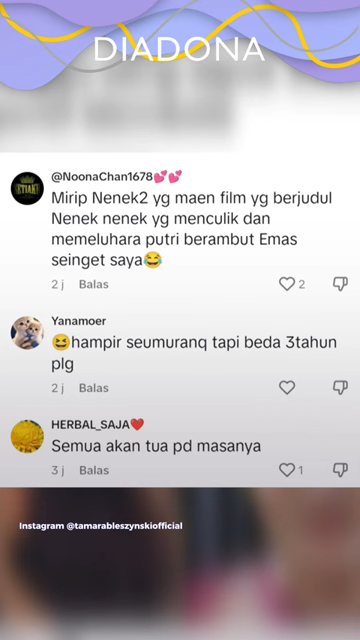 DIADONA
@NoonaChan1678💕💕
Mirip Nenek2 yg maen film yg berjudul
Nenek nenek yg menculik dan
memeluhara putri berambut Emas
seinget saya😂
2 j Balas 2
Yanamoer
😆hampir seumuranq tapi beda 3tahun
plg
2 j Balas
HERBAL_SAJA❤️
Semua akan tua pd masanya
3 j Balas 1
Instagram @tamarableszynskiofficial